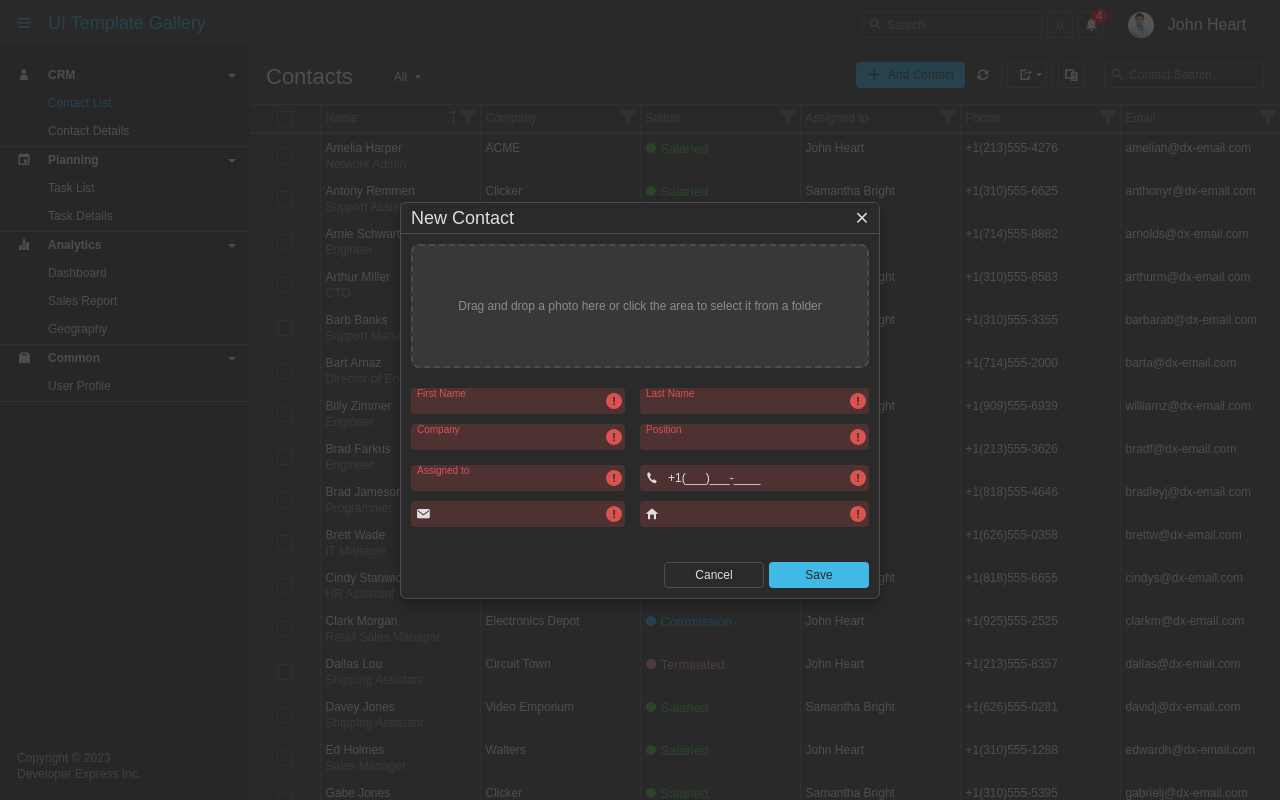 UI Template Gallery
Search
4
John Heart
CRM
Contact List
Contact Details
Planning
Task List
Task Details
Analytics
Dashboard
Sales Report
Geography
Common
User Profile
Copyright © 2023
Developer Express Inc.
Contacts
All
Add Contact
Contact Search
Name Company Status Assigned to Phone Email
Amelia Harper ACME Salaried John Heart +1(213)555-4276 ameliah@dx-email.com
Network Admin
Antony Remmen Clicker Salaried Samantha Bright +1(310)555-6625 anthonyr@dx-email.com
Support Assis
Arnie Schwart +1(714)555-8882 arnolds@dx-email.com
Engineer
Arthur Miller ght +1(310)555-8583 arthurm@dx-email.com
CTO
Barb Banks ght +1(310)555-3355 barbarab@dx-email.com
Support Mana
Bart Arnaz +1(714)555-2000 barta@dx-email.com
Director of En
Billy Zimmer ght +1(909)555-6939 williamz@dx-email.com
Engineer
Brad Farkus +1(213)555-3626 bradf@dx-email.com
Engineer
Brad Jameson +1(818)555-4646 bradleyj@dx-email.com
Programmer
Brett Wade +1(626)555-0358 brettw@dx-email.com
IT Manager
Cindy Stanwic ght +1(818)555-6655 cindys@dx-email.com
HR Assistant
Clark Morgan Electronics Depot Commission John Heart +1(925)555-2525 clarkm@dx-email.com
Retail Sales Manager
Dallas Lou Circuit Town Terminated John Heart +1(213)555-8357 dallas@dx-email.com
Shipping Assistant
Davey Jones Video Emporium Salaried Samantha Bright +1(626)555-0281 davidj@dx-email.com
Shipping Assistant
Ed Holmes Walters Salaried John Heart +1(310)555-1288 edwardh@dx-email.com
Sales Manager
Gabe Jones Clicker Salaried Samantha Bright +1(310)555-5395 gabrielj@dx-email.com
New Contact
Drag and drop a photo here or click the area to select it from a folder
First Name
Last Name
Company
Position
Assigned to
+1(___)___-____
Cancel
Save